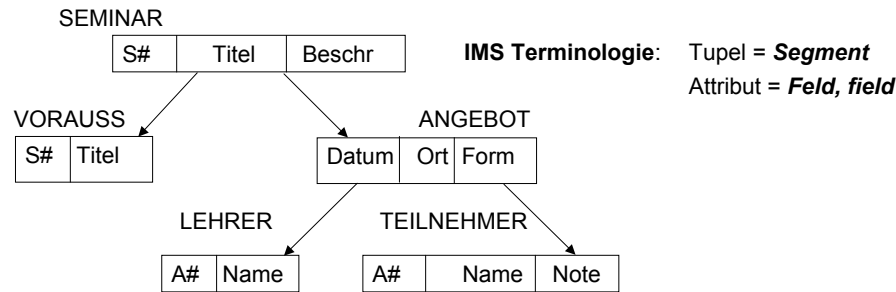 SEMINAR
S# Titel Beschr
IMS Terminologie: Tupel = Segment
Attribut = Feld, field
VORAUSS
S# Titel
ANGEBOT
Datum Ort Form
LEHRER
A# Name
TEILNEHMER
A# Name Note